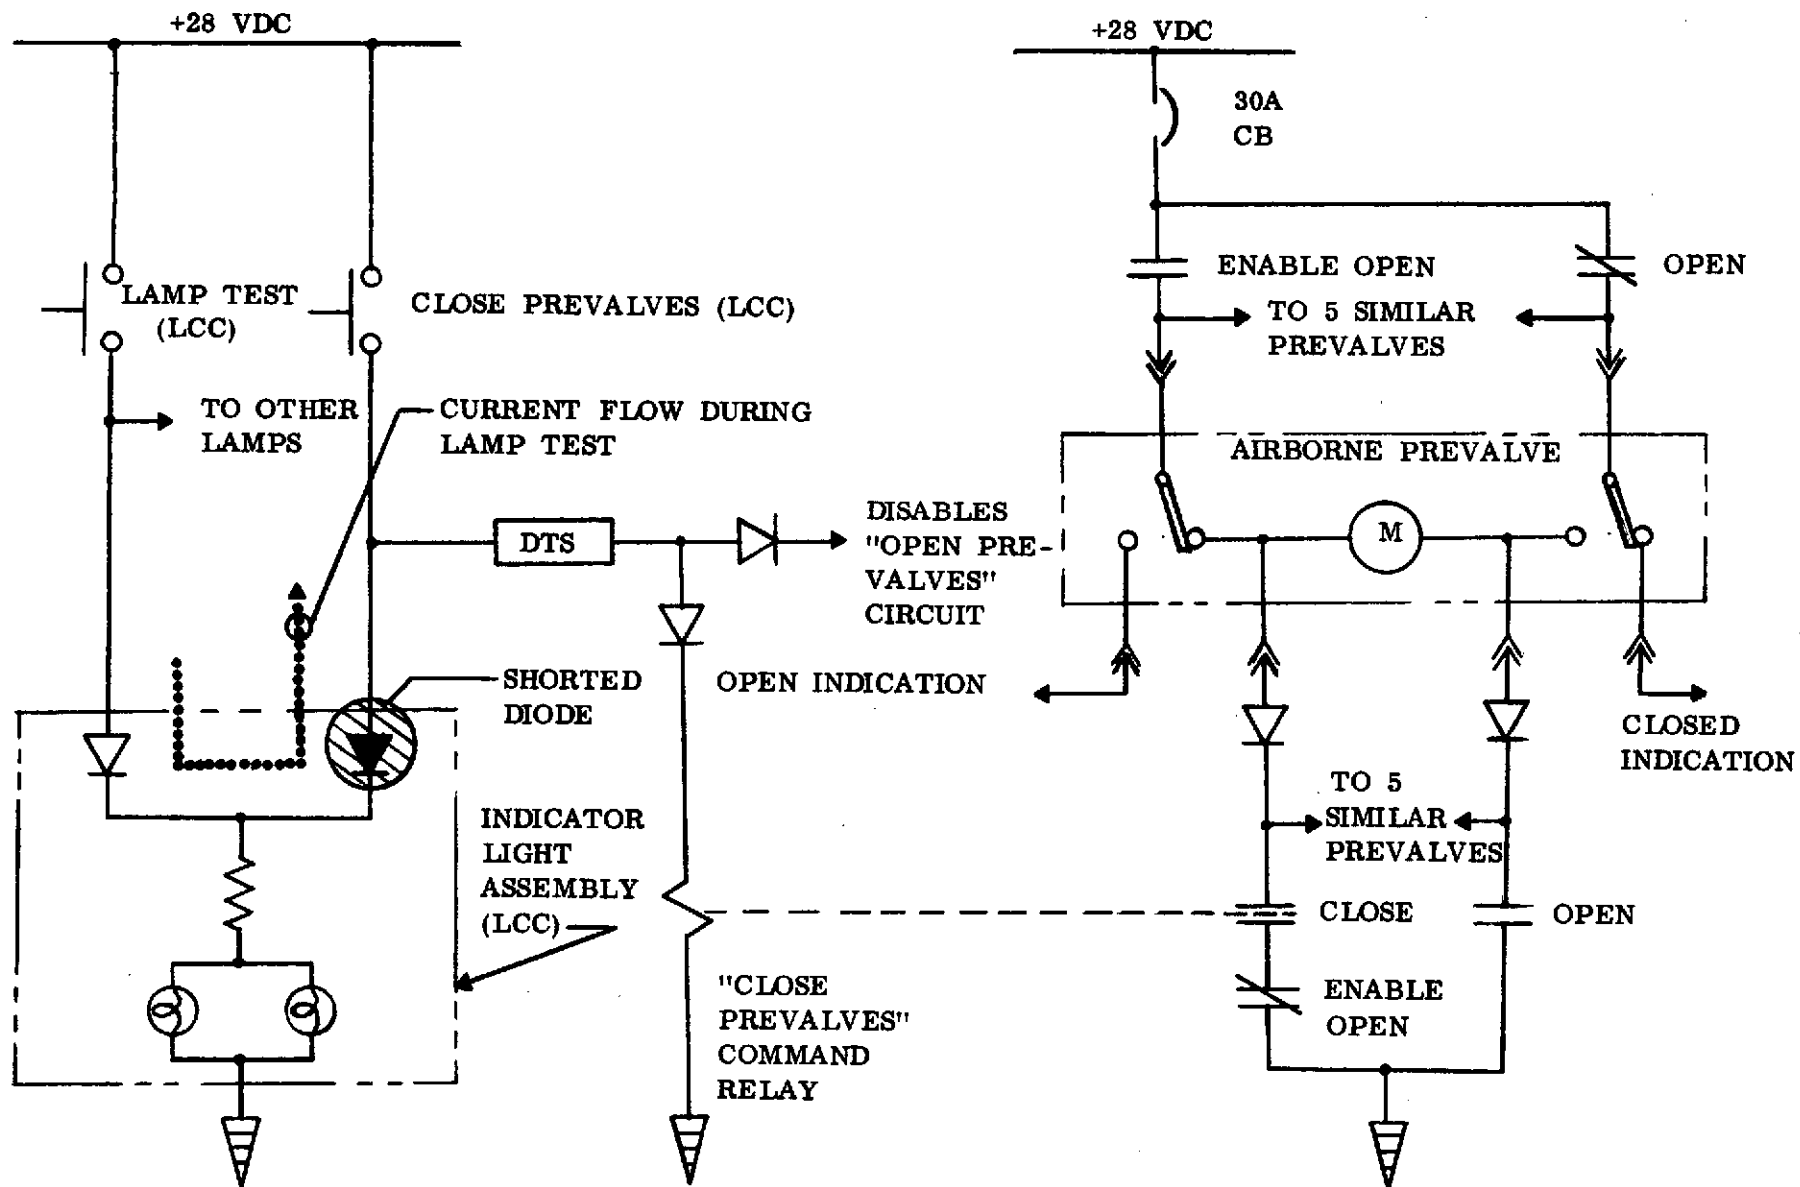 +28 VDC
LAMP TEST
(LCC)
CLOSE PREVALVES (LCC)
TO OTHER
LAMPS
CURRENT FLOW DURING
LAMP TEST
DTS
DISABLES
"OPEN PRE-
VALVES"
CIRCUIT
SHORTED
DIODE
INDICATOR
LIGHT
ASSEMBLY
(LCC)
"CLOSE
PREVALVES"
COMMAND
RELAY
+28 VDC
30A
CB
ENABLE OPEN
OPEN
TO 5 SIMILAR
PREVALVES
AIRBORNE PREVALVE
M
OPEN INDICATION
CLOSED
INDICATION
TO 5
SIMILAR
PREVALVES
CLOSE
OPEN
ENABLE
OPEN